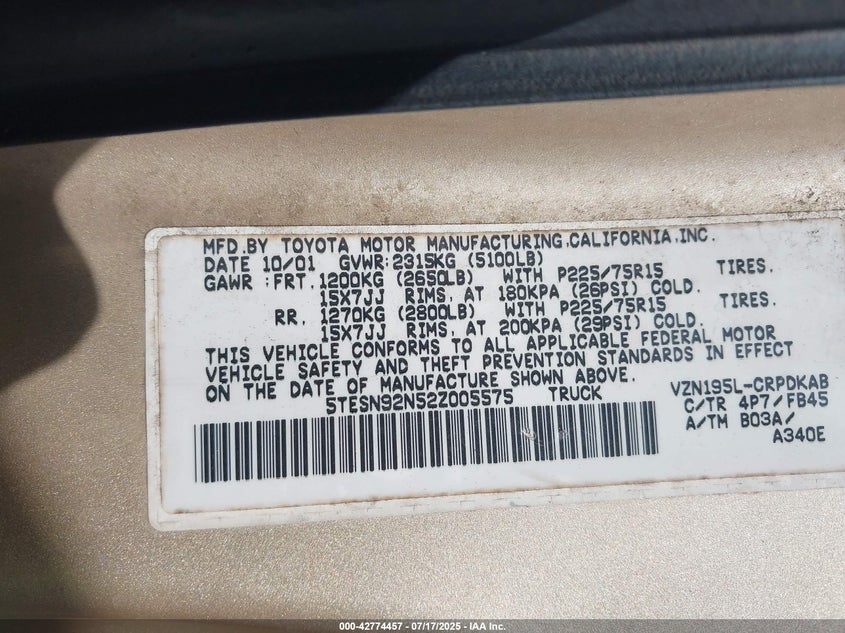 MFD.BY TOYOTA MOTOR MANUFACTURING.CALIFORNIA.INC.
DATE 10/01 GVWR:2315KG (5100LB)
GAWR :FRT.1200KG (2650LB) WITH P225/75R15 TIRES.
15X7JJ RIMS, AT 180KPA (26PSI) COLD.
RR. 1270KG (2800LB) WITH P225/75R15 TIRES.
15X7JJ RIMS, AT 200KPA (29PSI) COLD.
THIS VEHICLE CONFORMS TO ALL APPLICABLE FEDERAL MOTOR
VEHICLE SAFETY AND THEFT PREVENTION STANDARDS IN EFFECT
ON THE DATE OF MANUFACTURE SHOWN ABOVE.
5TESN92N52Z005575 TRUCK
VZN195L-CRPDKAB
C/TR 4P7/FB45
A/TM B03A/
A340E
000-42774457 - 07/17/2025 - IAA Inc.